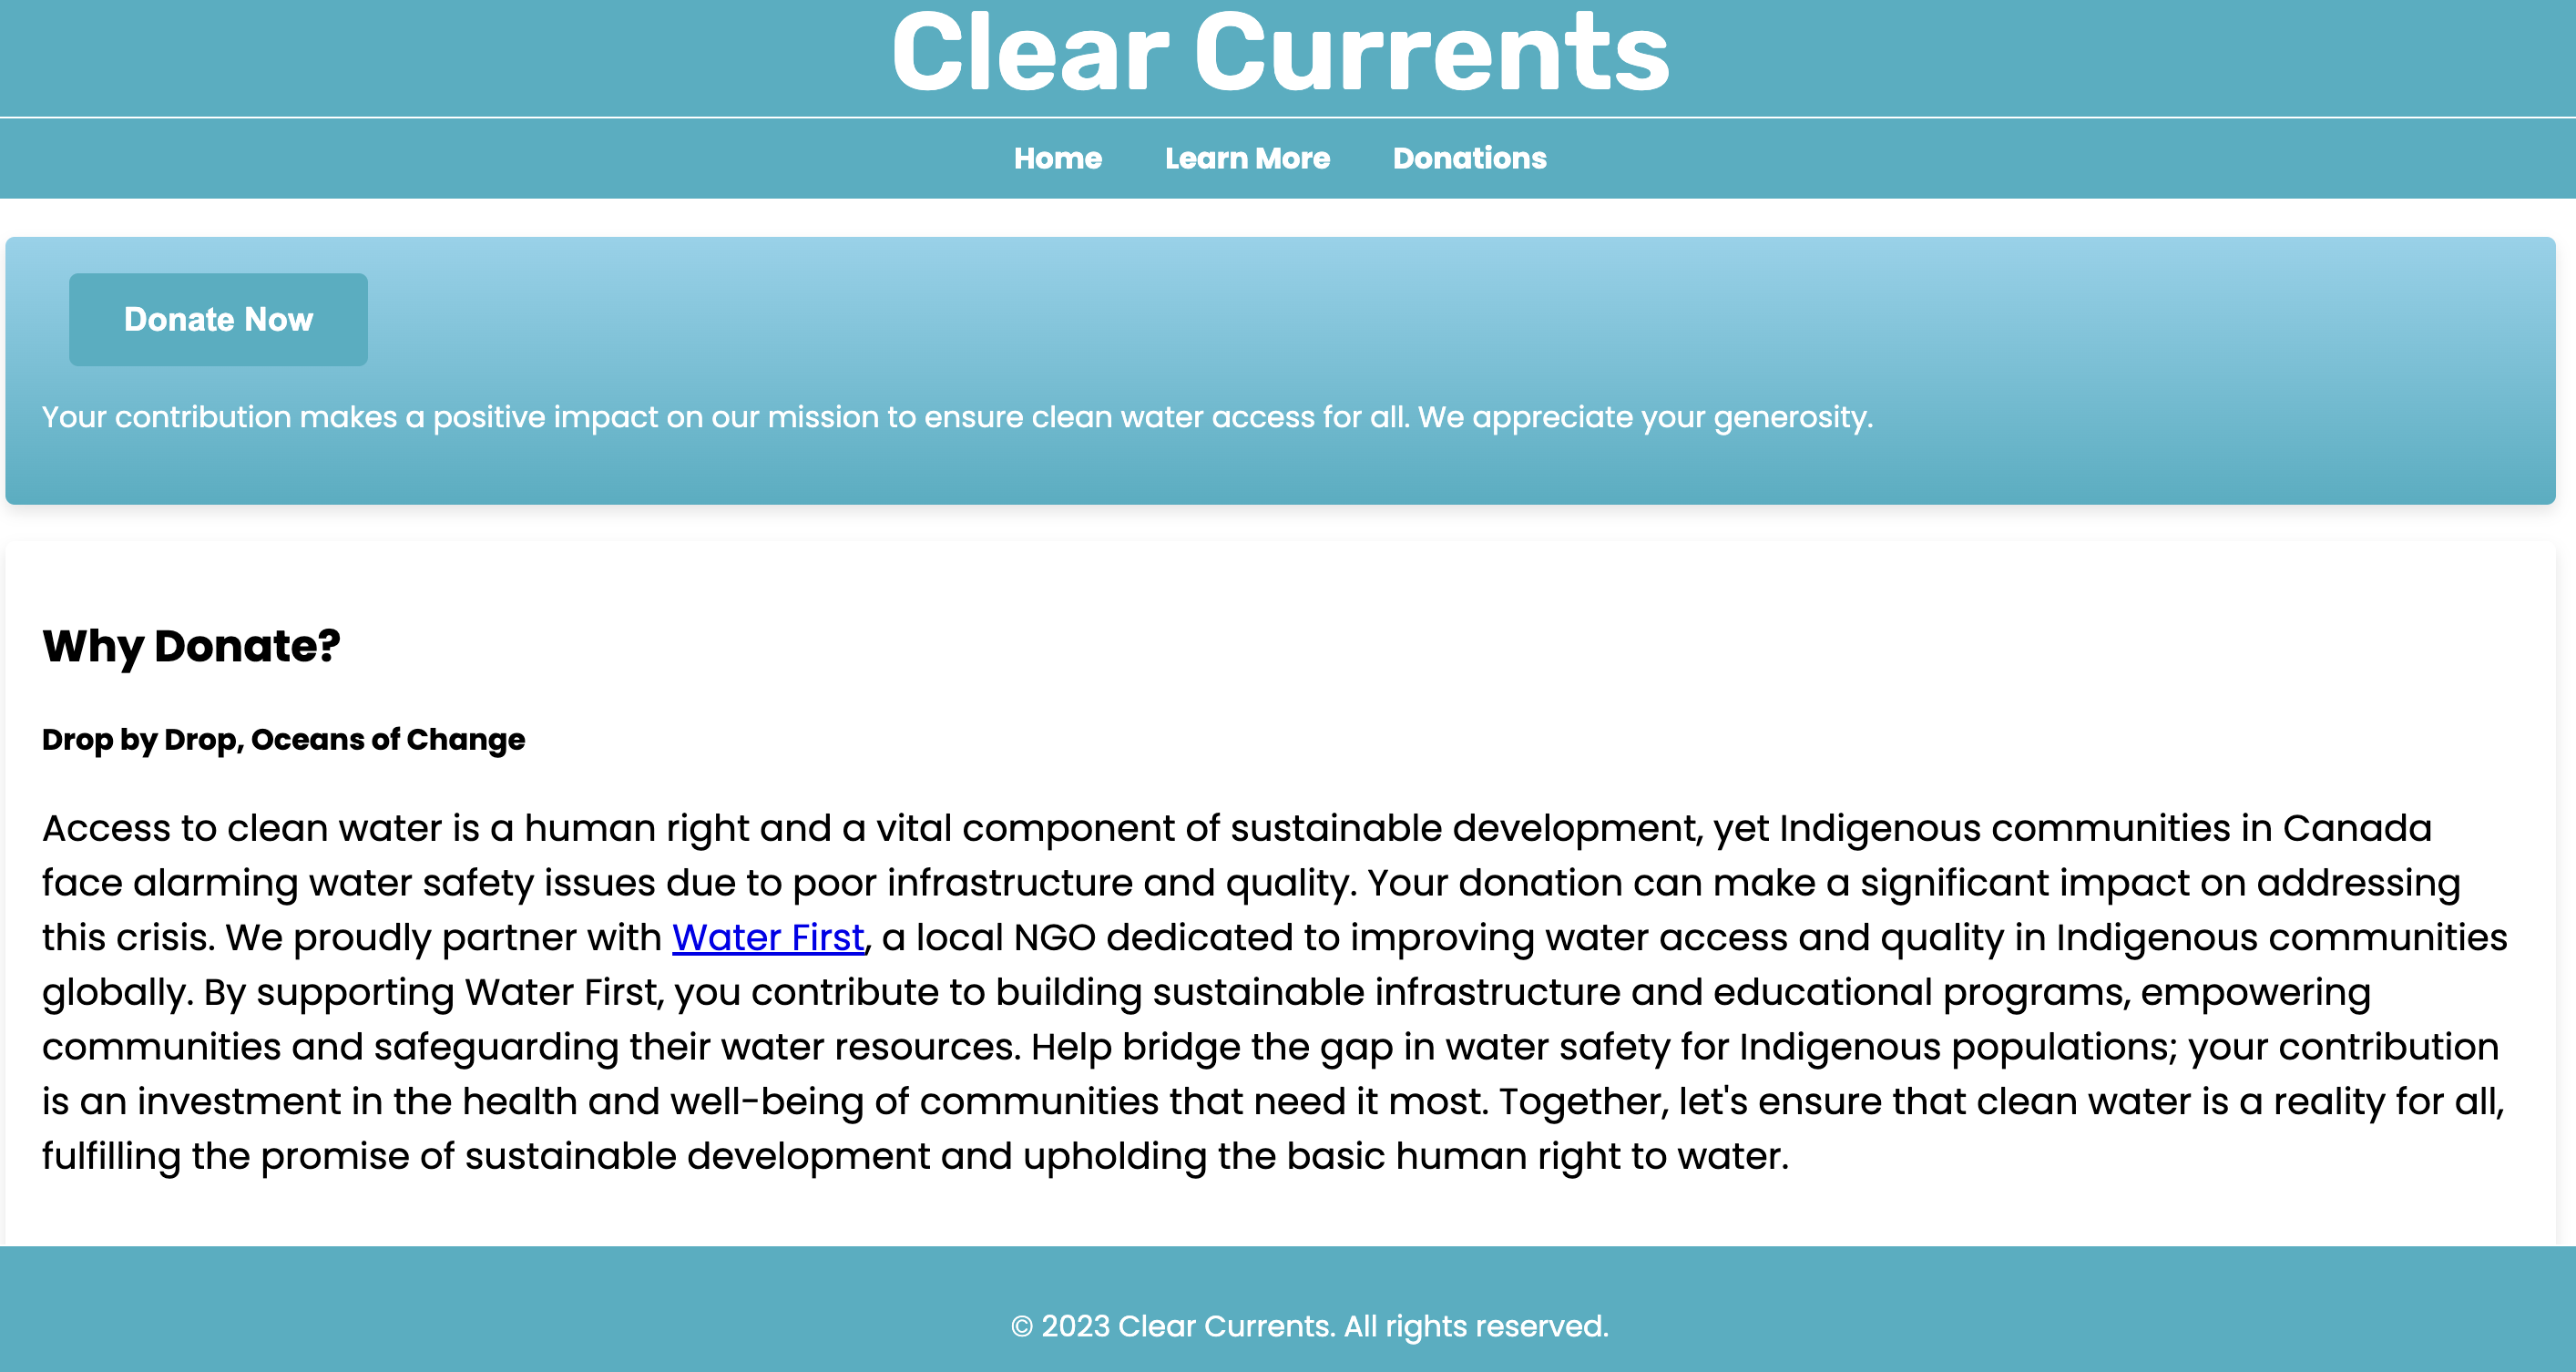 Clear Currents
Home Learn More Donations
Donate Now
Your contribution makes a positive impact on our mission to ensure clean water access for all. We appreciate your generosity.
Why Donate?
Drop by Drop, Oceans of Change
Access to clean water is a human right and a vital component of sustainable development, yet Indigenous communities in Canada
face alarming water safety issues due to poor infrastructure and quality. Your donation can make a significant impact on addressing
this crisis. We proudly partner with Water First, a local NGO dedicated to improving water access and quality in Indigenous communities
globally. By supporting Water First, you contribute to building sustainable infrastructure and educational programs, empowering
communities and safeguarding their water resources. Help bridge the gap in water safety for Indigenous populations; your contribution
is an investment in the health and well-being of communities that need it most. Together, let's ensure that clean water is a reality for all,
fulfilling the promise of sustainable development and upholding the basic human right to water.
© 2023 Clear Currents. All rights reserved.